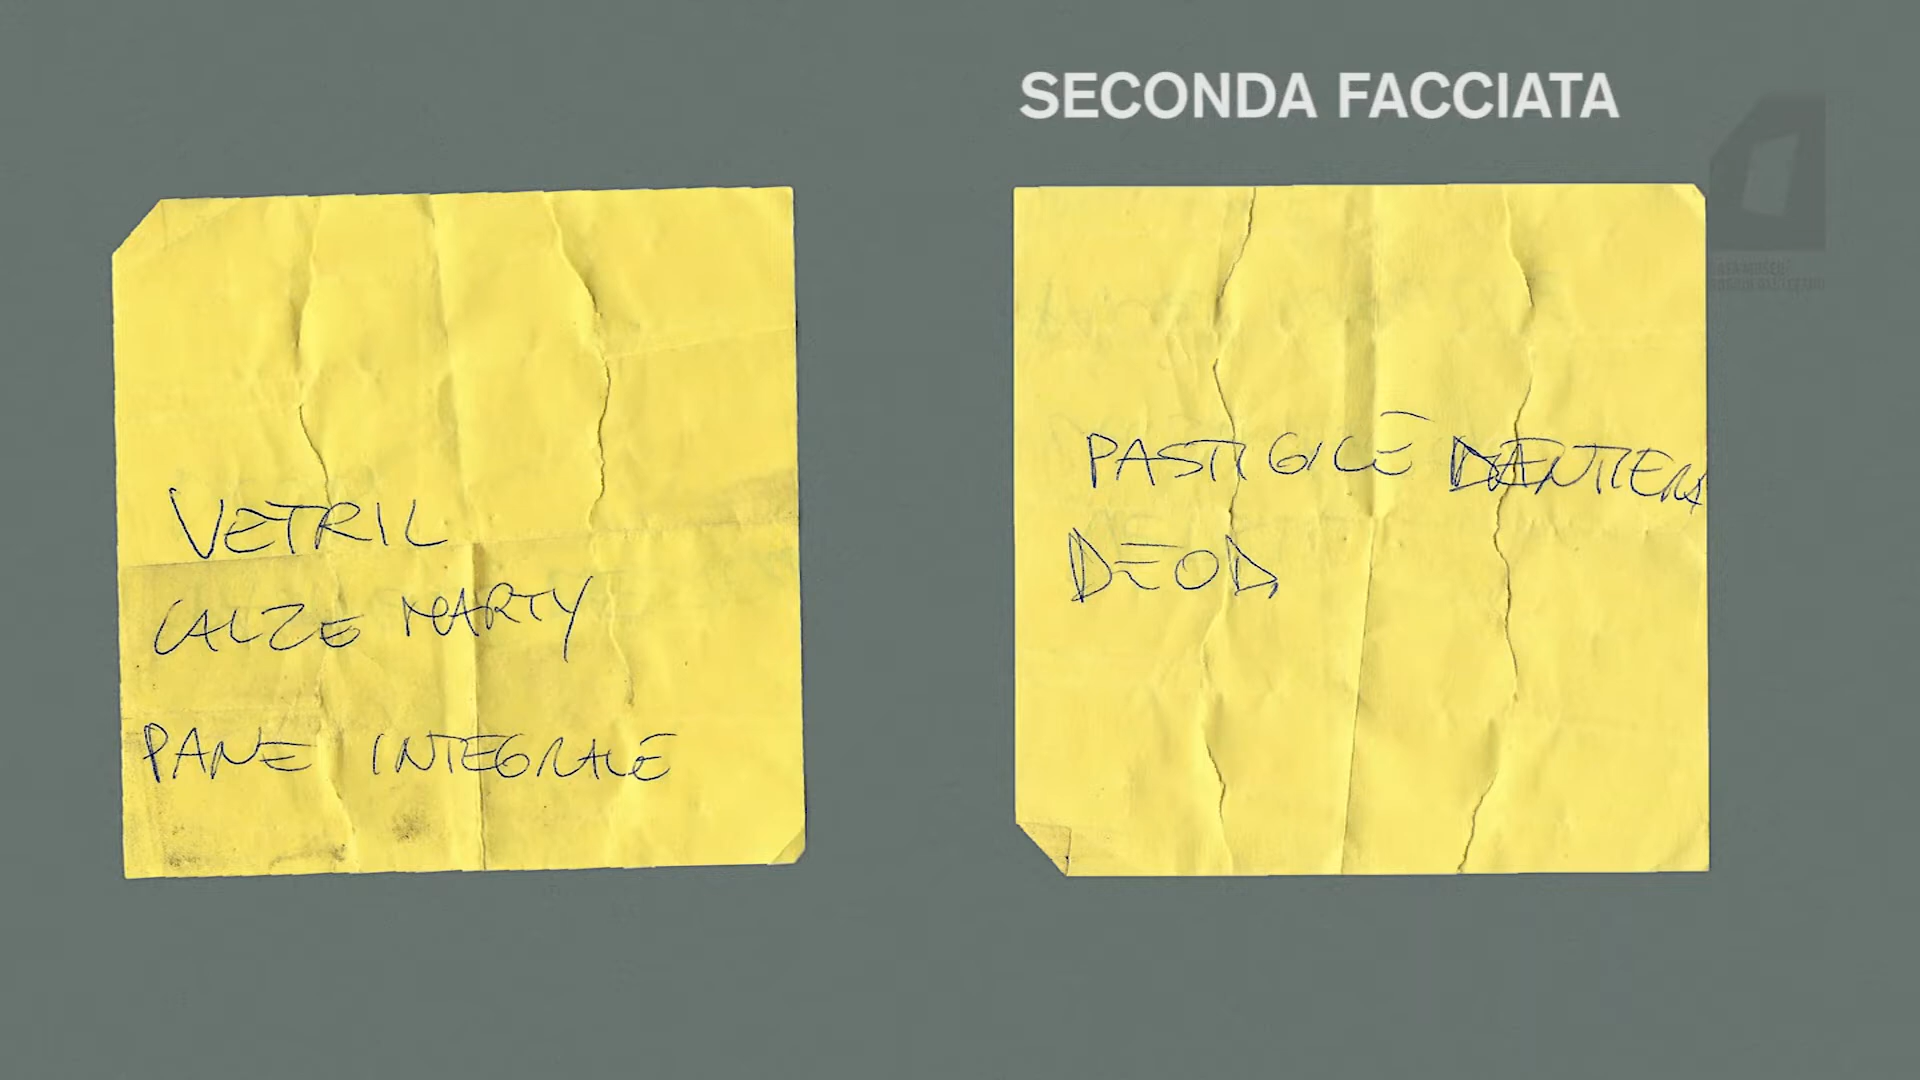 SECONDA FACCIATA
VETRIL
CALZE MARTY
PANE INTEGRALE
PASTIGLIE DENTIERA
DEOD.